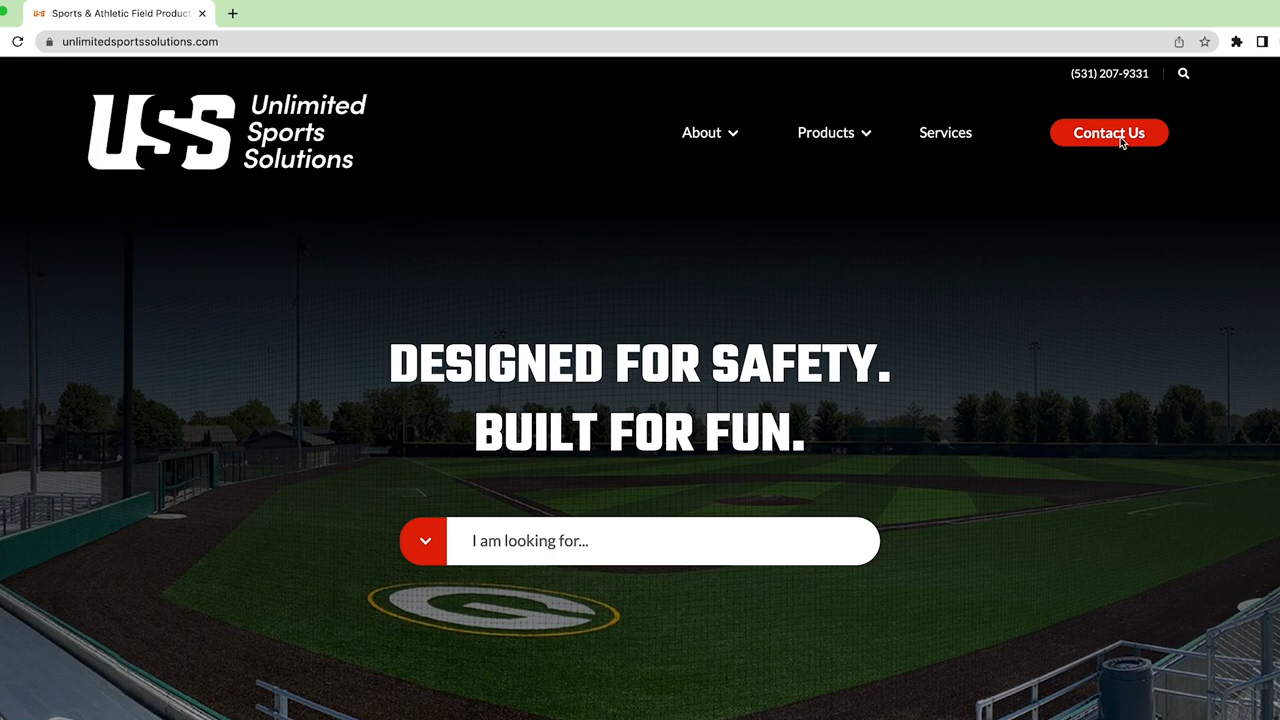 USS Sports & Athletic Field Product
unlimitedsportssolutions.com
(531) 207-9331
USS Unlimited
Sports
Solutions
About
Products
Services
Contact Us
DESIGNED FOR SAFETY.
BUILT FOR FUN.
I am looking for...
G